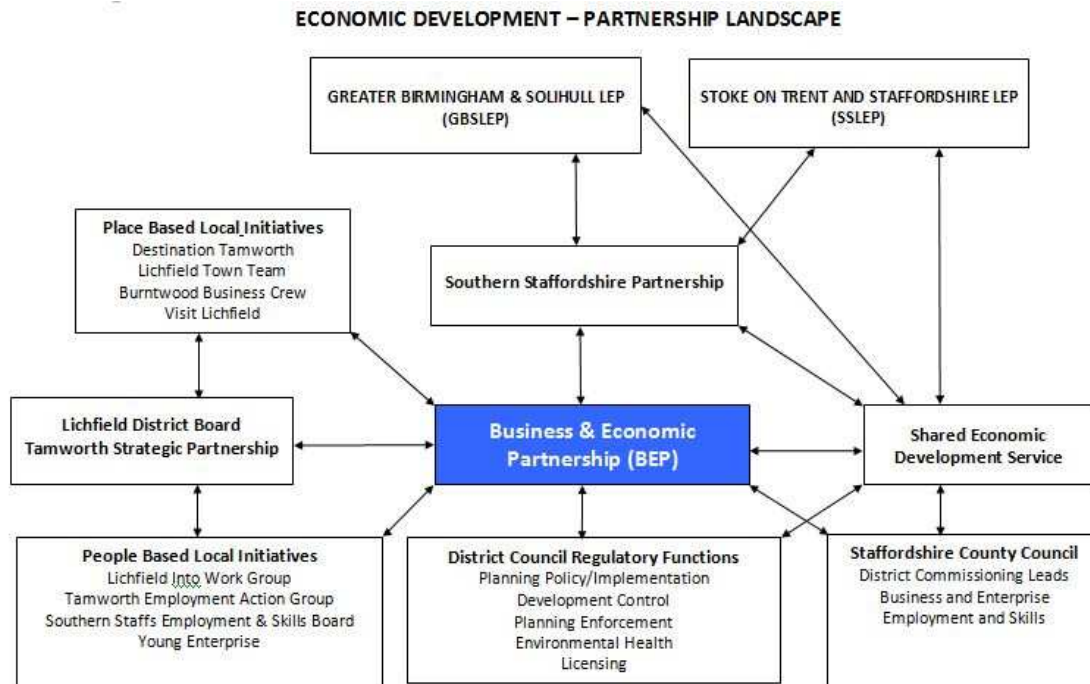 ECONOMIC DEVELOPMENT – PARTNERSHIP LANDSCAPE
GREATER BIRMINGHAM & SOLIHULL LEP
(GBSLEP)
STOKE ON TRENT AND STAFFORDSHIRE LEP
(SSLEP)
Place Based Local Initiatives
Destination Tamworth
Lichfield Town Team
Burntwood Business Crew
Visit Lichfield
Southern Staffordshire Partnership
Lichfield District Board
Tamworth Strategic Partnership
Business & Economic
Partnership (BEP)
Shared Economic
Development Service
People Based Local Initiatives
Lichfield Into Work Group
Tamworth Employment Action Group
Southern Staffs Employment & Skills Board
Young Enterprise
District Council Regulatory Functions
Planning Policy/Implementation
Development Control
Planning Enforcement
Environmental Health
Licensing
Staffordshire County Council
District Commissioning Leads
Business and Enterprise
Employment and Skills